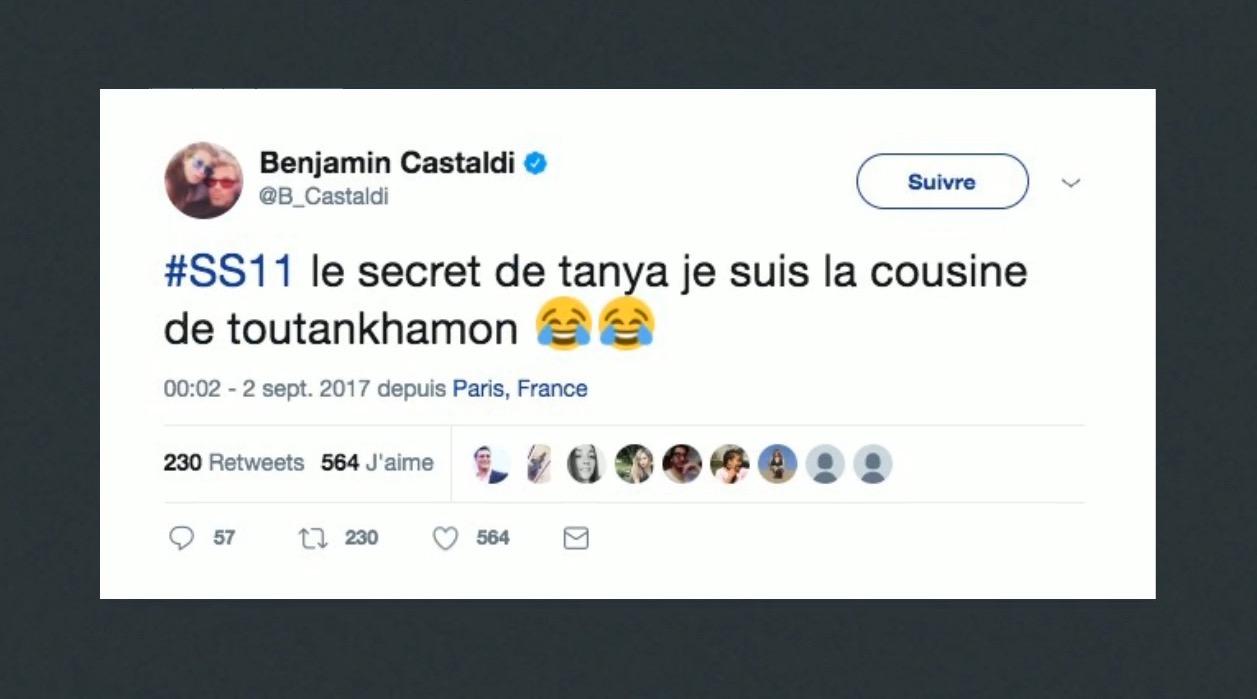 Benjamin Castaldi
@B_Castaldi
Suivre
#SS11 le secret de tanya je suis la cousine
de toutankhamon 😂😂
00:02 - 2 sept. 2017 depuis Paris, France
230 Retweets 564 J'aime
57 230 564